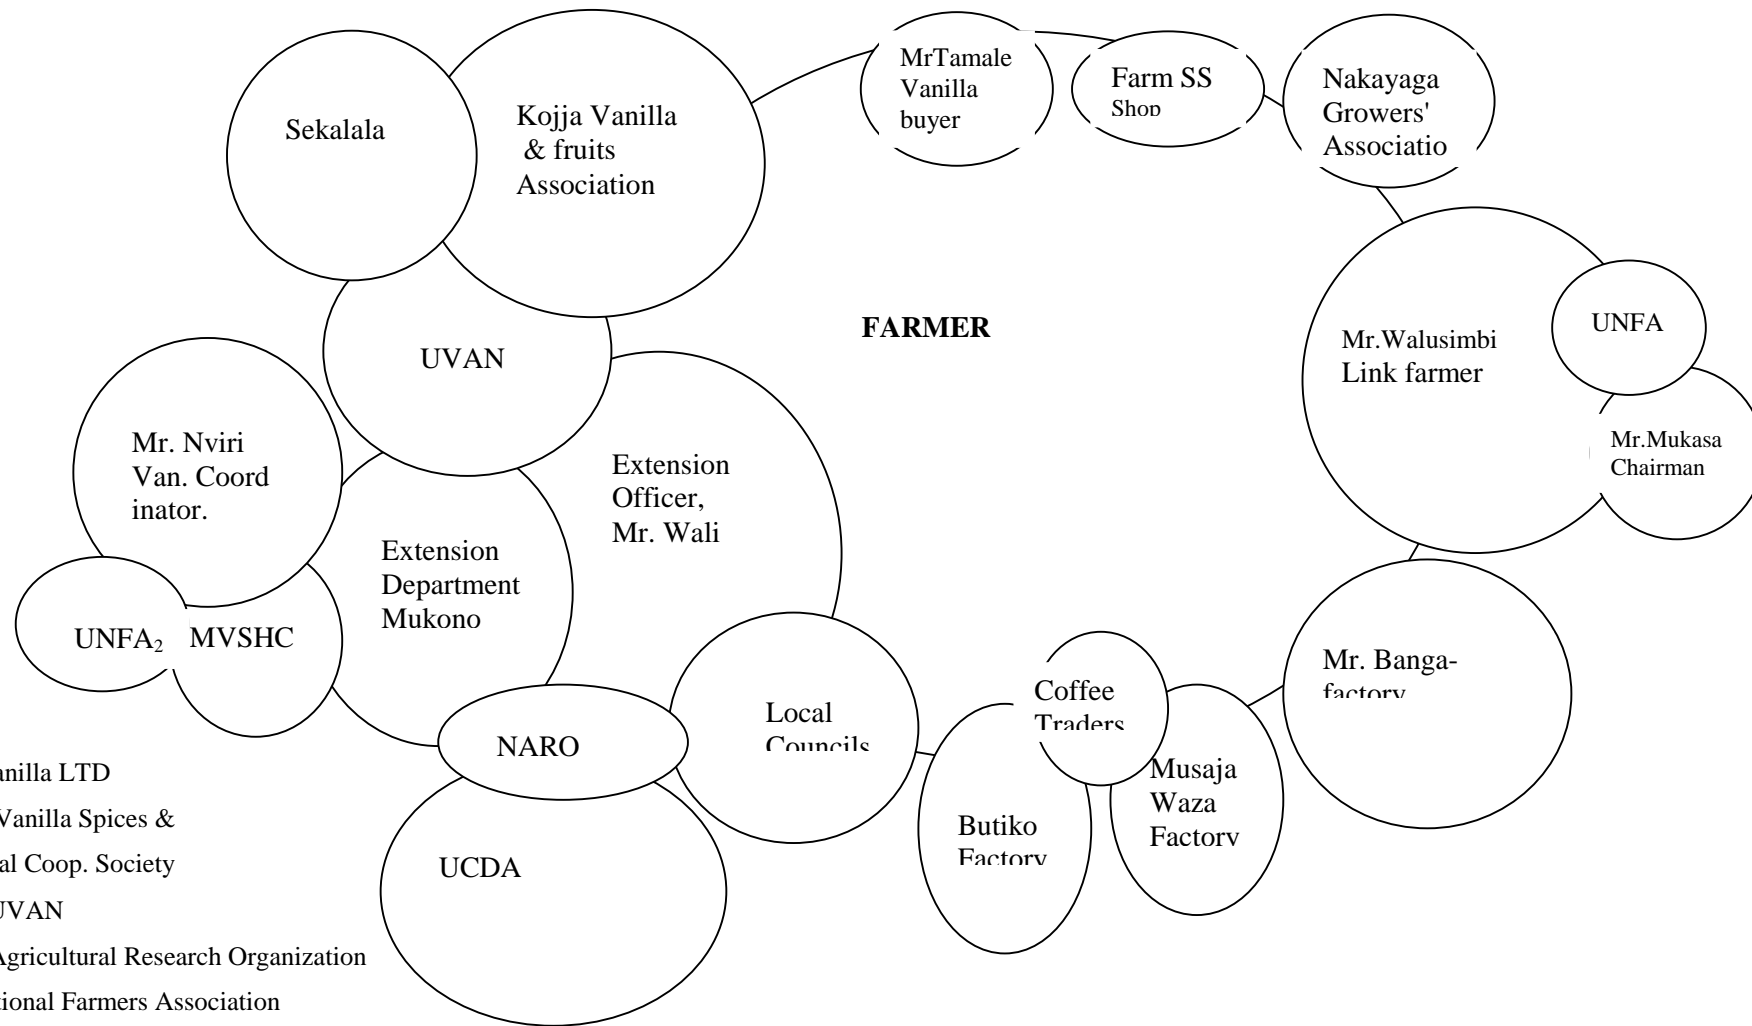 Sekalala
Kojja Vanilla
& fruits
Association
MrTamale
Vanilla
buyer
Farm SS
Shop
Nakayaga
Growers'
Associatio
FARMER
UVAN
Mr.Walusimbi
Link farmer
UNFA
Mr.Mukasa
Chairman
Mr. Nviri
Van. Coord
inator.
Extension
Officer,
Mr. Wali
Extension
Department
Mukono
UNFA₂
MVSHC
NARO
Local
Councils
Coffee
Traders
Mr. Banga-
factory
Musaja
Waza
Factory
Butiko
Factory
UCDA
anilla LTD
Vanilla Spices &
al Coop. Society
UVAN
Agricultural Research Organization
tional Farmers Association